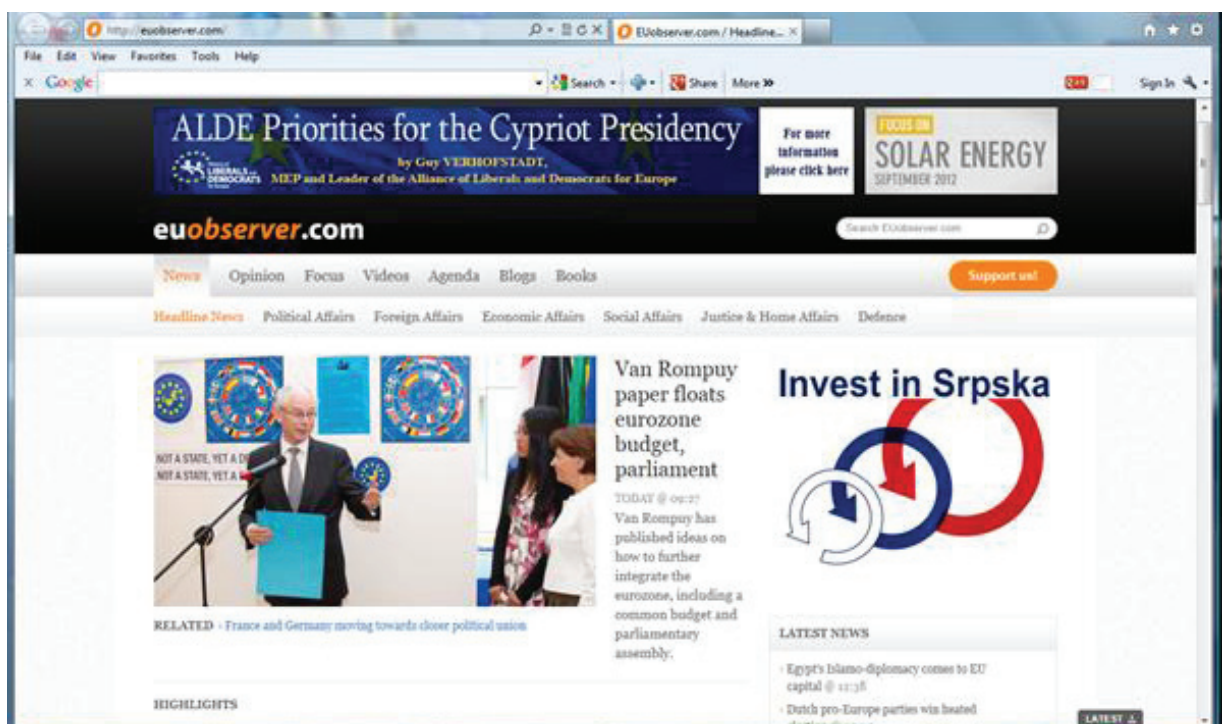 http://euobserver.com/
EUobserver.com / Headline...
File Edit View Favorites Tools Help
x Google Search Share More »
Sign In
ALDE Priorities for the Cypriot Presidency
by Guy VERHOFSTADT,
MEP and Leader of the Alliance of Liberals and Democrats for Europe
LIBERALS
DEMOCRATS
For more
information
please click here
FOCUS ON
SOLAR ENERGY
SEPTEMBER 2012
euobserver.com
Search EUobserver.com
News Opinion Focus Videos Agenda Blogs Books
Support us!
Headline News Political Affairs Foreign Affairs Economic Affairs Social Affairs Justice & Home Affairs Defence
NOT A STATE, YET A
NOT A STATE, YET A
Van Rompuy
paper floats
eurozone
budget,
parliament
TODAY @ 09:27
Van Rompuy has
published ideas on
how to further
integrate the
eurozone, including a
common budget and
parliamentary
assembly.
Invest in Srpska
RELATED › France and Germany moving towards closer political union
HIGHLIGHTS
LATEST NEWS
› Egypt's Islamo-diplomacy comes to EU
capital @ 12:38
› Dutch pro-Europe parties win heated
LATEST